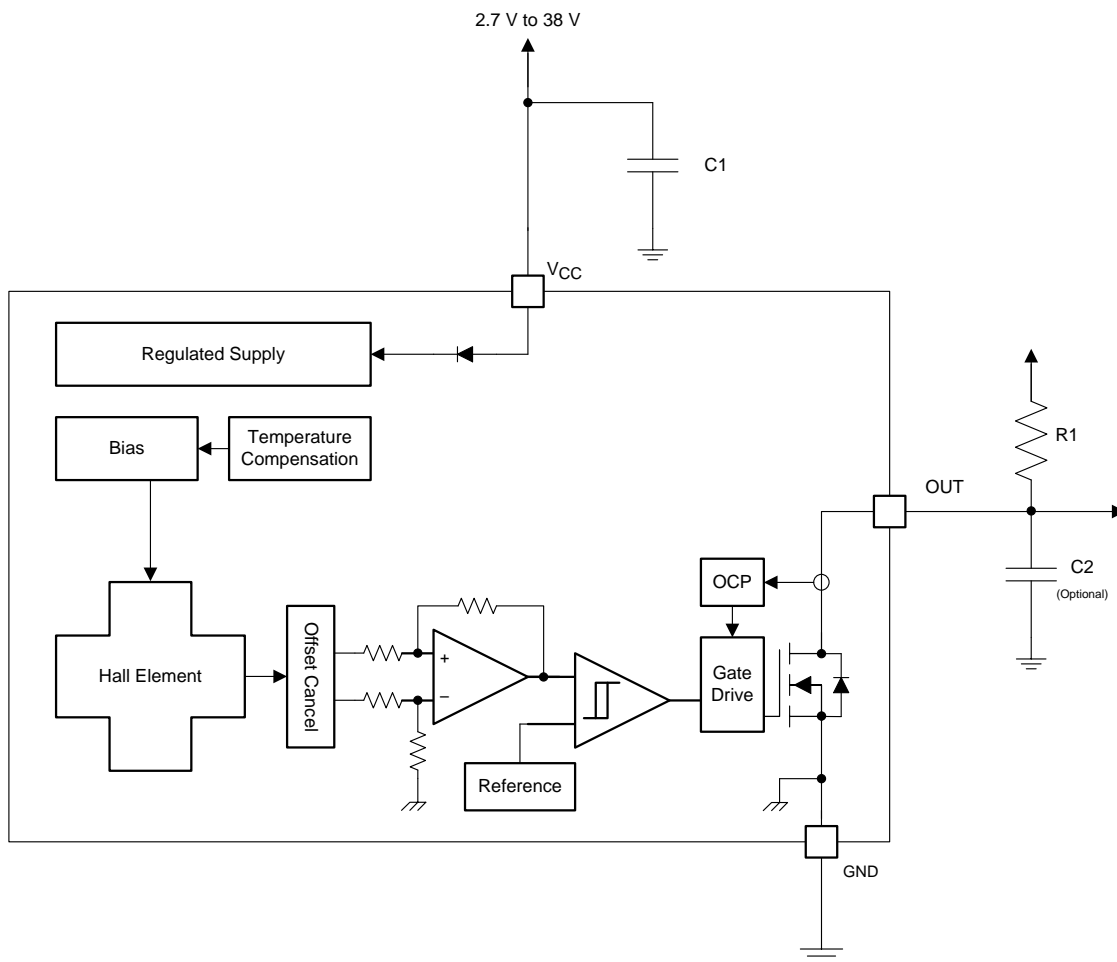 2.7 V to 38 V
C1
VCC
Regulated Supply
Bias
Temperature
Compensation
R1
OUT
C2
(Optional)
OCP
Hall Element
Offset Cancel
+
–
Gate
Drive
Reference
GND